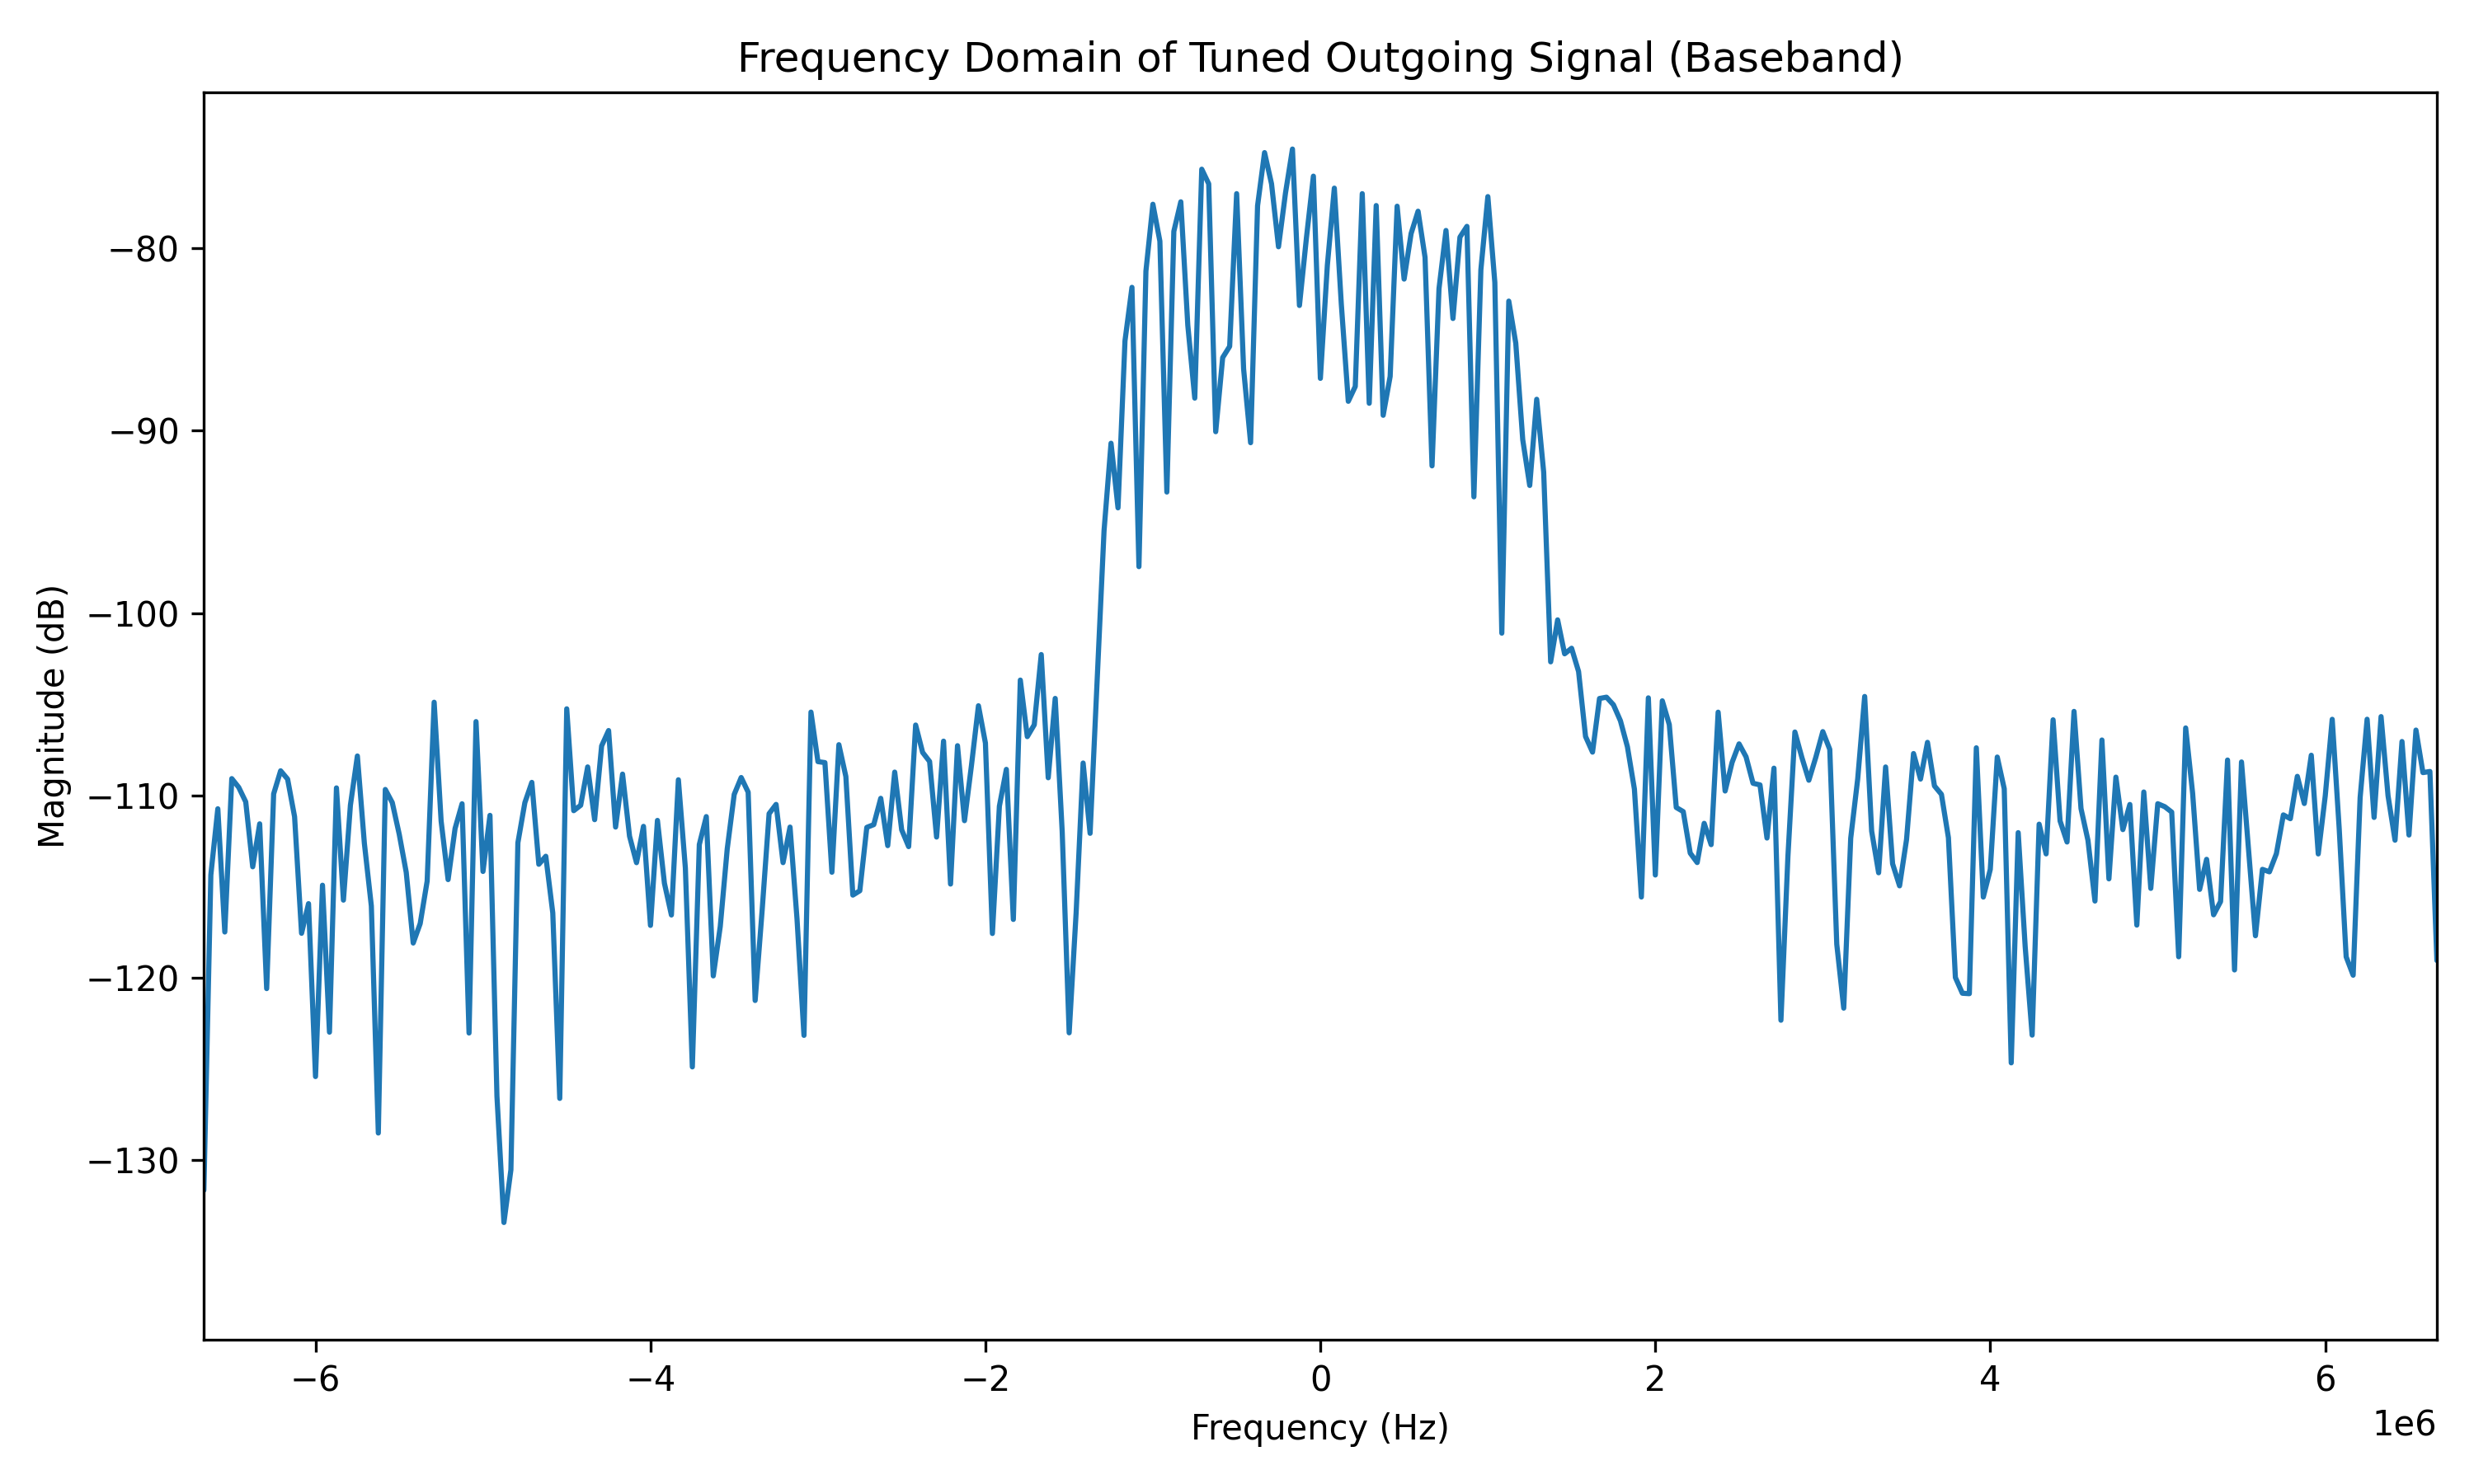 Frequency Domain of Tuned Outgoing Signal (Baseband)
Magnitude (dB)
−80
−90
−100
−110
−120
−130
−6 −4 −2 0 2 4 6
1e6
Frequency (Hz)